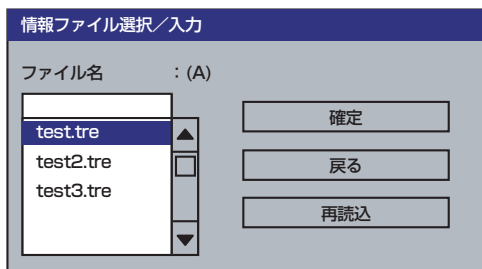 情報ファイル選択／入力
ファイル名 : (A)
test.tre
test2.tre
test3.tre
確定
戻る
再読込